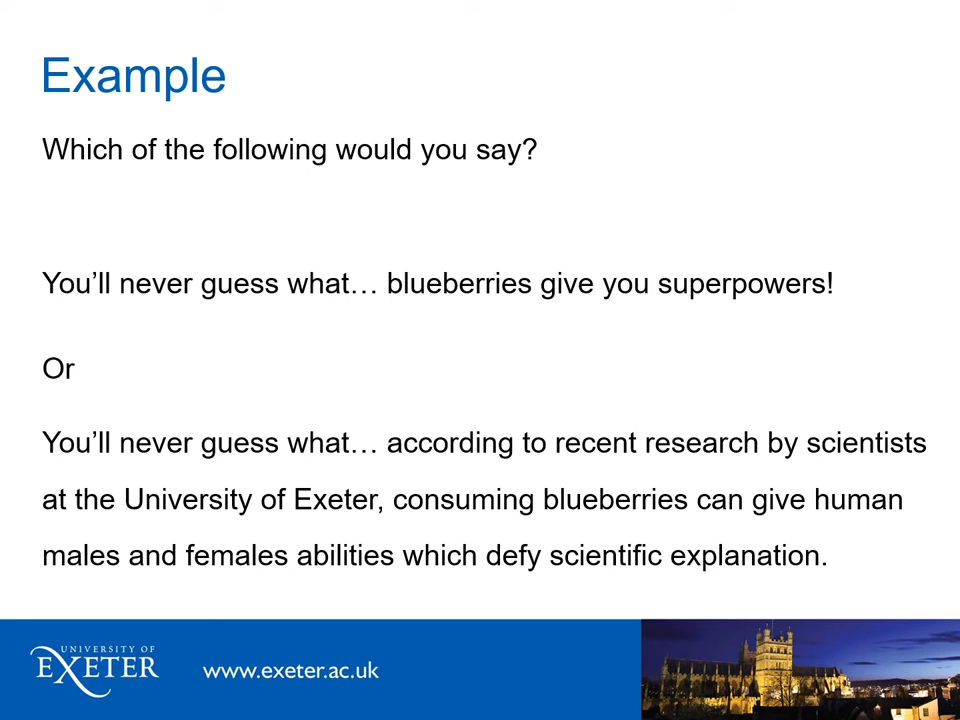 Example
Which of the following would you say?
You’ll never guess what… blueberries give you superpowers!
Or
You’ll never guess what… according to recent research by scientists
at the University of Exeter, consuming blueberries can give human
males and females abilities which defy scientific explanation.
UNIVERSITY OF
EXETER
www.exeter.ac.uk